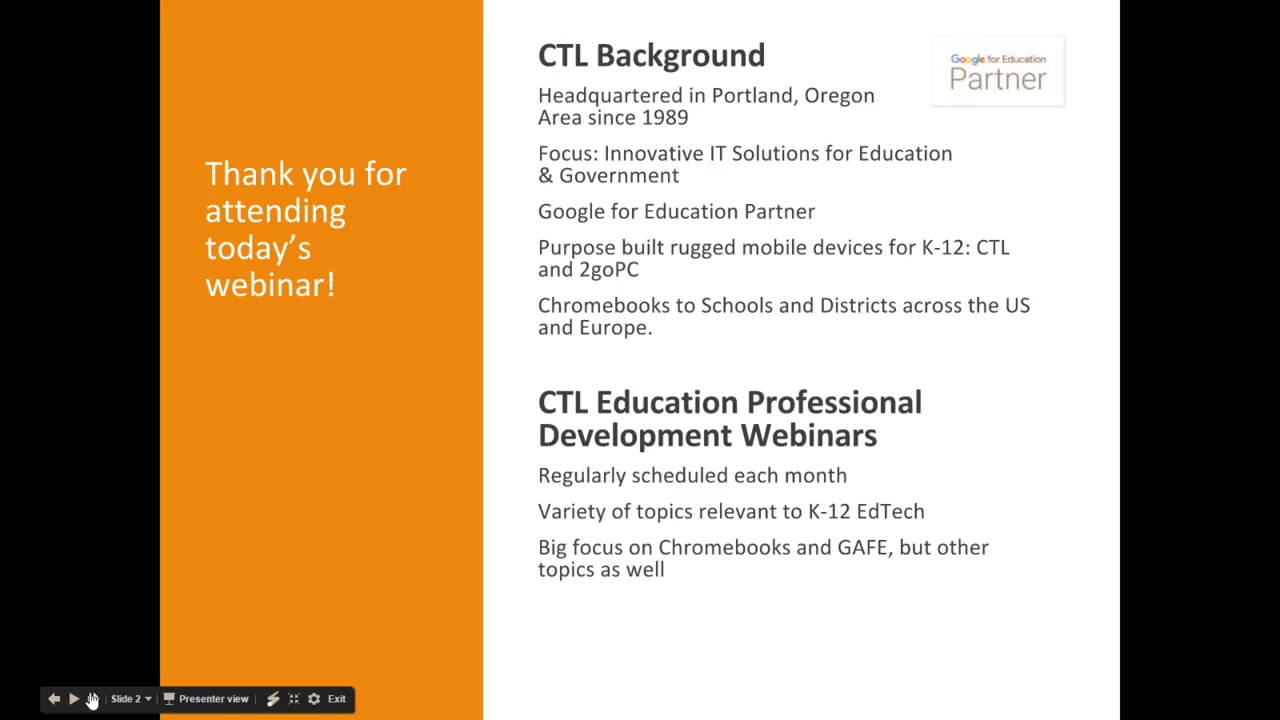 Thank you for
attending
today’s
webinar!
CTL Background
Google for Education
Partner
Headquartered in Portland, Oregon
Area since 1989
Focus: Innovative IT Solutions for Education
& Government
Google for Education Partner
Purpose built rugged mobile devices for K-12: CTL
and 2goPC
Chromebooks to Schools and Districts across the US
and Europe.
CTL Education Professional
Development Webinars
Regularly scheduled each month
Variety of topics relevant to K-12 EdTech
Big focus on Chromebooks and GAFE, but other
topics as well
Slide 2 Presenter view Exit